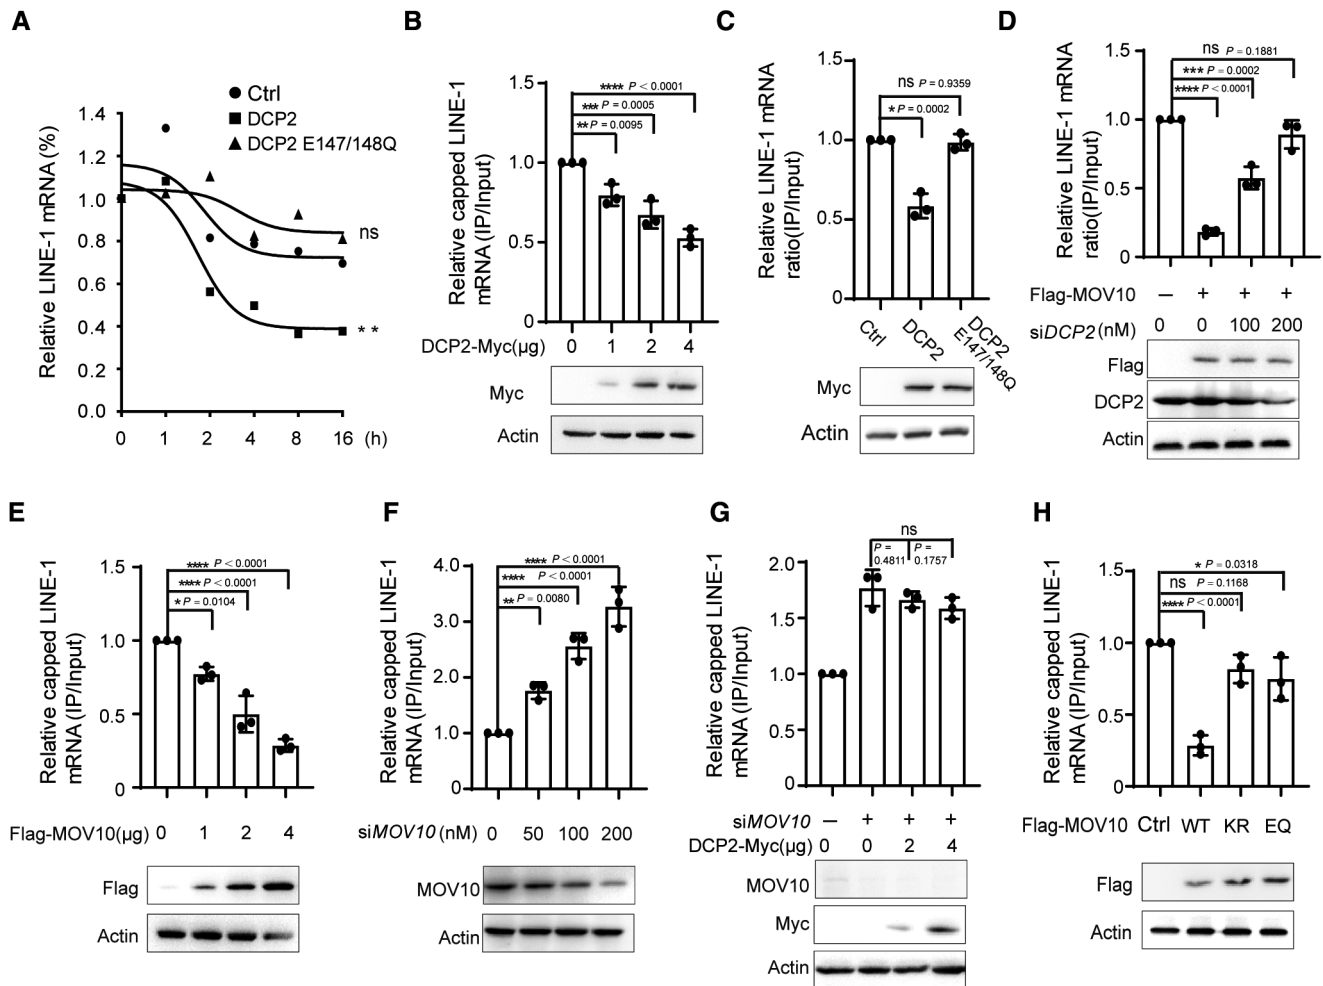 A
Ctrl
DCP2
DCP2 E147/148Q
Relative LINE-1 mRNA (%)
1.4
1.2
1.0
0.8
0.6
0.4
0.2
0.0
ns
**
0 1 2 4 8 16 (h)
B
Relative capped LINE-1
mRNA (IP/Input)
1.5
1.0
0.5
0
**** P < 0.0001
*** P = 0.0005
** P = 0.0095
DCP2-Myc(μg) 0 1 2 4
Myc
Actin
C
Relative LINE-1 mRNA
ratio(IP/Input)
1.5
1.0
0.5
0
ns P = 0.9359
* P = 0.0002
Ctrl
DCP2
DCP2
E147/148Q
Myc
Actin
D
Relative LINE-1 mRNA
ratio(IP/Input)
1.5
1.0
0.5
0
ns P = 0.1881
*** P = 0.0002
**** P < 0.0001
Flag-MOV10 – + + +
siDCP2 (nM) 0 0 100 200
Flag
DCP2
Actin
E
Relative capped LINE-1
mRNA (IP/Input)
1.5
1.0
0.5
0
**** P < 0.0001
**** P < 0.0001
* P = 0.0104
Flag-MOV10(μg) 0 1 2 4
Flag
Actin
F
Relative capped LINE-1
mRNA (IP/Input)
4.0
3.0
2.0
1.0
0
**** P < 0.0001
**** P < 0.0001
** P = 0.0080
siMOV10 (nM) 0 50 100 200
MOV10
Actin
G
Relative capped LINE-1
mRNA (IP/Input)
2.0
1.5
1.0
0.5
0
ns
P = 0.4811
P = 0.1757
siMOV10 – + + +
DCP2-Myc(μg) 0 0 2 4
MOV10
Myc
Actin
H
Relative capped LINE-1
mRNA (IP/Input)
1.5
1.0
0.5
0
* P = 0.0318
ns P = 0.1168
**** P < 0.0001
Flag-MOV10 Ctrl WT KR EQ
Flag
Actin